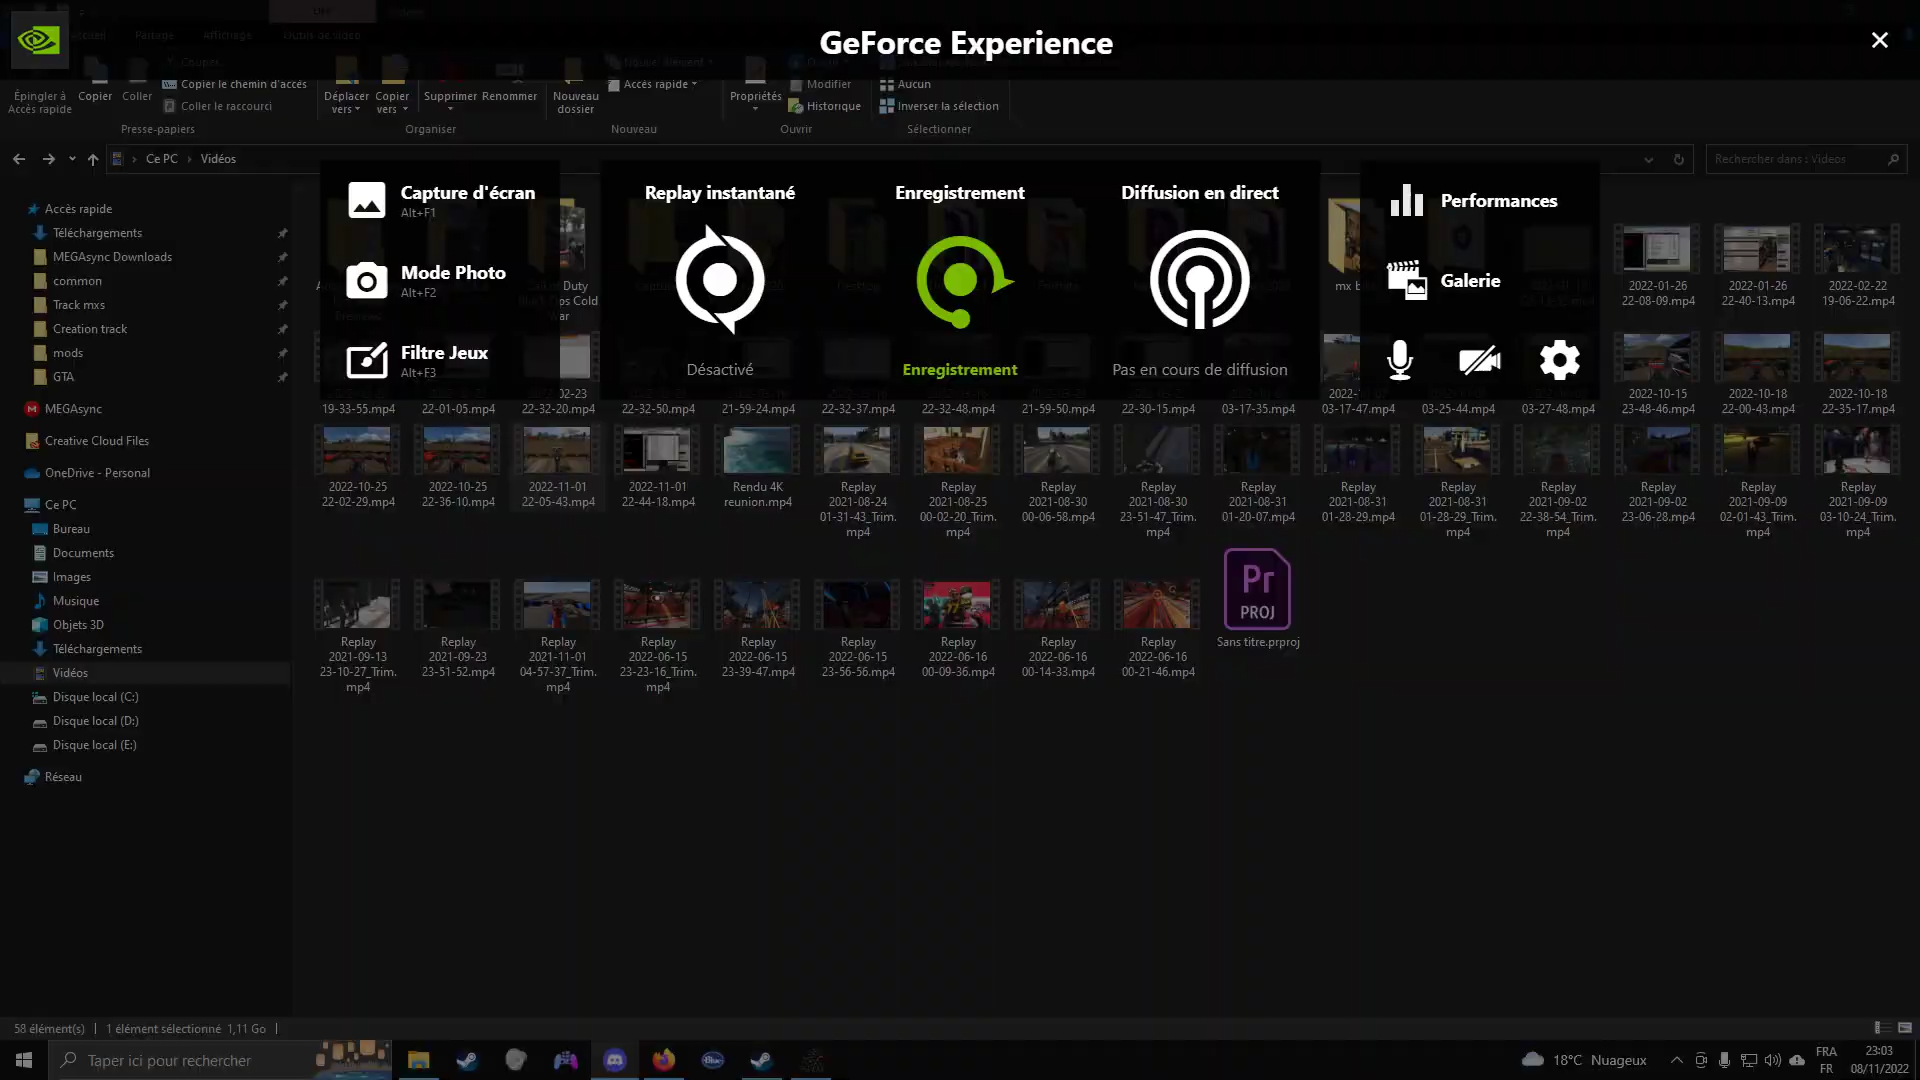 GeForce Experience
Accueil Partage Affichage Outils de vidéo
Épingler à
Accès rapide
Copier
Coller
Copier le chemin d'accès
Coller le raccourci
Presse-papiers
Déplacer
vers
Copier
vers
Supprimer
Renommer
Organiser
Nouveau
dossier
Accès rapide
Nouveau
Propriétés
Modifier
Historique
Ouvrir
Aucun
Inverser la sélection
Sélectionner
Ce PC > Vidéos
Rechercher dans : Vidéos
Capture d'écran
Alt+F1
Mode Photo
Alt+F2
Filtre Jeux
Alt+F3
Replay instantané
Désactivé
Enregistrement
Enregistrement
Diffusion en direct
Pas en cours de diffusion
Performances
Galerie
Accès rapide
Téléchargements
MEGAsync Downloads
common
Track mxs
Creation track
mods
GTA
MEGAsync
Creative Cloud Files
OneDrive - Personal
Ce PC
Bureau
Documents
Images
Musique
Objets 3D
Téléchargements
Vidéos
Disque local (C:)
Disque local (D:)
Disque local (E:)
Réseau
Duty
Ops Cold
War
mx b
2022-01-26
22-08-09.mp4
2022-01-26
22-40-13.mp4
2022-02-22
19-06-22.mp4
19-33-55.mp4
22-01-05.mp4
02-23
22-32-20.mp4
22-32-50.mp4
21-59-24.mp4
22-32-37.mp4
22-32-48.mp4
21-59-50.mp4
22-30-15.mp4
03-17-35.mp4
03-17-47.mp4
03-25-44.mp4
03-27-48.mp4
2022-10-15
23-48-46.mp4
2022-10-18
22-00-43.mp4
2022-10-18
22-35-17.mp4
2022-10-25
22-02-29.mp4
2022-10-25
22-36-10.mp4
2022-11-01
22-05-43.mp4
2022-11-01
22-44-18.mp4
Rendu 4K
reunion.mp4
Replay
2021-08-24
01-31-43_Trim.
mp4
Replay
2021-08-25
00-02-20_Trim.
mp4
Replay
2021-08-30
00-06-58.mp4
Replay
2021-08-30
23-51-47_Trim.
mp4
Replay
2021-08-31
01-20-07.mp4
Replay
2021-08-31
01-28-29.mp4
Replay
2021-08-31
01-28-29_Trim.
mp4
Replay
2021-09-02
22-38-54_Trim.
mp4
Replay
2021-09-02
23-06-28.mp4
Replay
2021-09-09
02-01-43_Trim.
mp4
Replay
2021-09-09
03-10-24_Trim.
mp4
Replay
2021-09-13
23-10-27_Trim.
mp4
Replay
2021-09-23
23-51-52.mp4
Replay
2021-11-01
04-57-37_Trim.
mp4
Replay
2022-06-15
23-23-16_Trim.
mp4
Replay
2022-06-15
23-39-47.mp4
Replay
2022-06-15
23-56-56.mp4
Replay
2022-06-16
00-09-36.mp4
Replay
2022-06-16
00-14-33.mp4
Replay
2022-06-16
00-21-46.mp4
Pr
PROJ
Sans titre.prproj
58 élément(s)
1 élément sélectionné 1,11 Go
Taper ici pour rechercher
18°C Nuageux
FRA
FR
23:03
08/11/2022